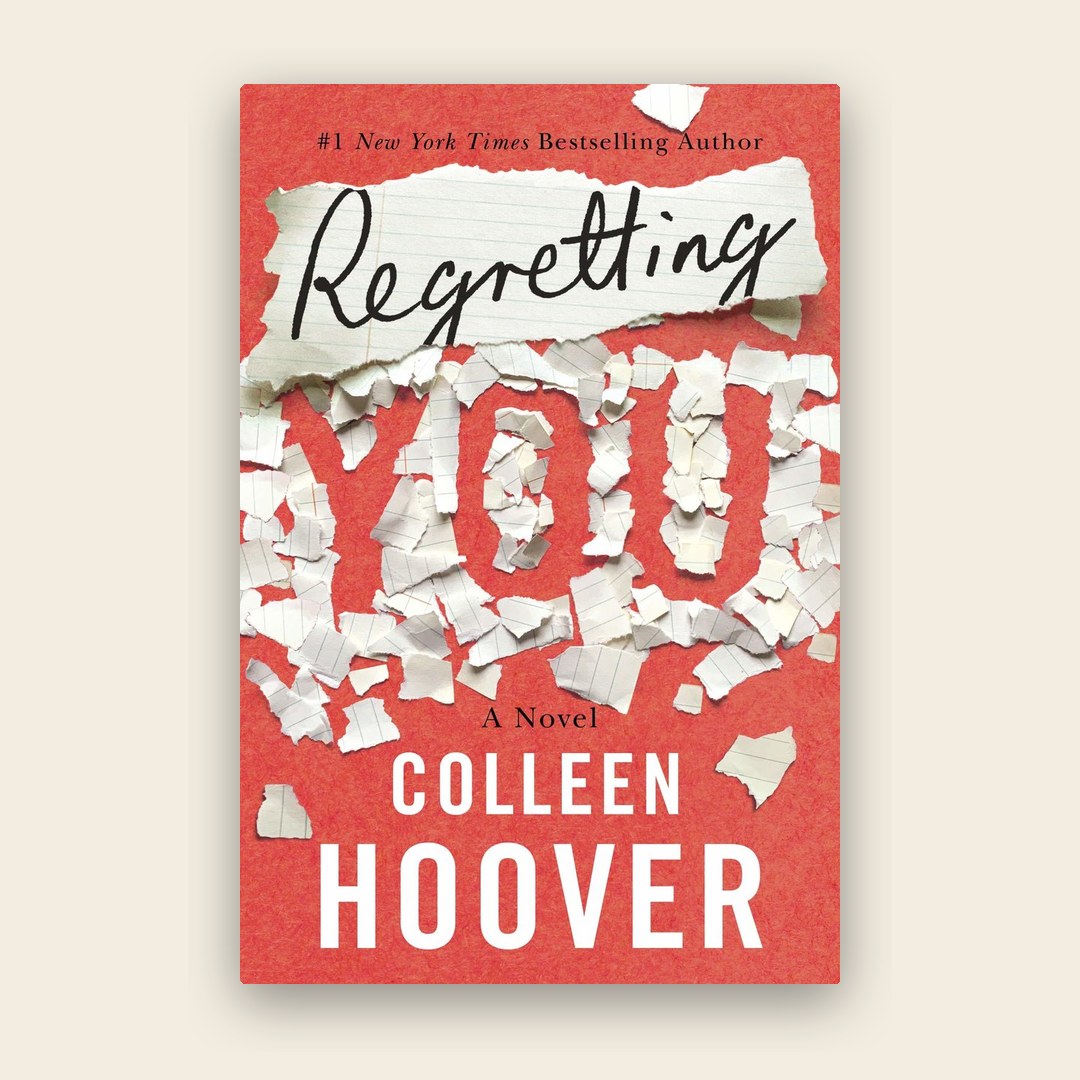 #1 New York Times Bestselling Author
Regretting
YOU
A Novel
COLLEEN
HOOVER